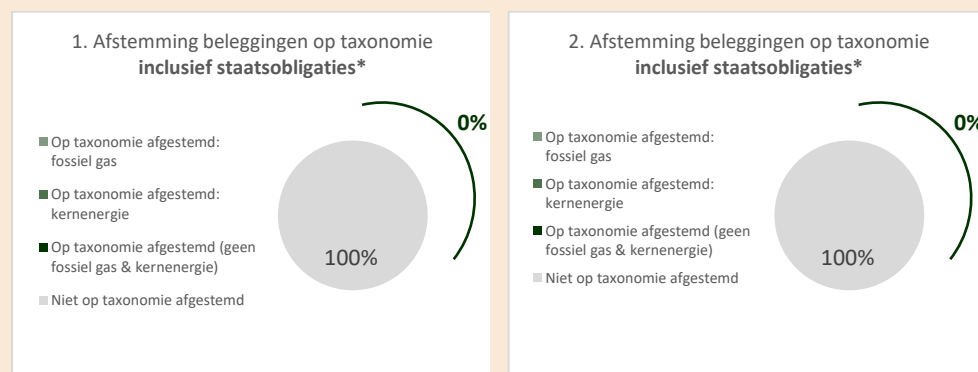 1. Afstemming beleggingen op taxonomie
inclusief staatsobligaties*
0%
Op taxonomie afgestemd:
fossiel gas
Op taxonomie afgestemd:
kernenergie
Op taxonomie afgestemd (geen
fossiel gas & kernenergie)
Niet op taxonomie afgestemd
100%
2. Afstemming beleggingen op taxonomie
inclusief staatsobligaties*
0%
Op taxonomie afgestemd:
fossiel gas
Op taxonomie afgestemd:
kernenergie
Op taxonomie afgestemd (geen
fossiel gas & kernenergie)
Niet op taxonomie afgestemd
100%